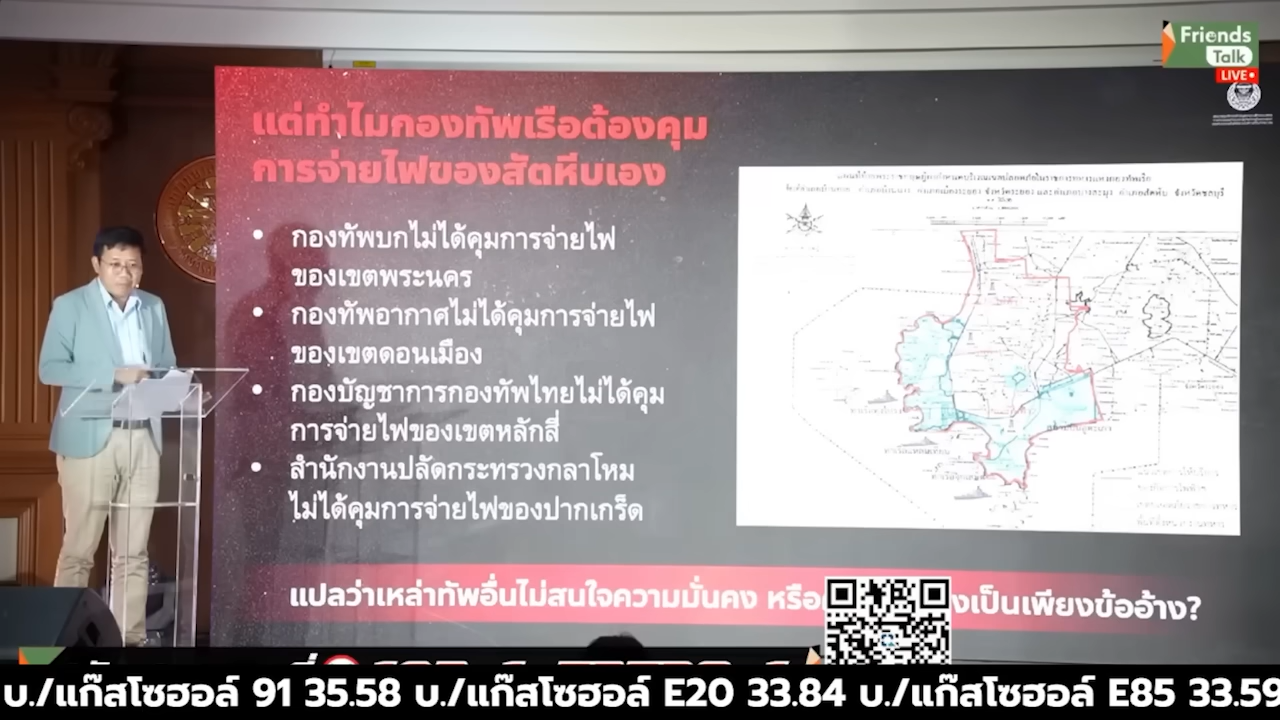 Friends
Talk
LIVE
แต่ทำไมกองทัพเรือต้องคุม
การจ่ายไฟของสัตหีบเอง
• กองทัพบกไม่ได้คุมการจ่ายไฟ
ของเขตพระนคร
• กองทัพอากาศไม่ได้คุมการจ่ายไฟ
ของเขตดอนเมือง
• กองบัญชาการกองทัพไทยไม่ได้คุม
การจ่ายไฟของเขตหลักสี่
• สำนักงานปลัดกระทรวงกลาโหม
ไม่ได้คุมการจ่ายไฟของปากเกร็ด
แปลว่าเหล่าทัพอื่นไม่สนใจความมั่นคง หรือ เป็นเพียงข้ออ้าง?
บ./แก๊สโซฮอล์ 91 35.58 บ./แก๊สโซฮอล์ E20 33.84 บ./แก๊สโซฮอล์ E85 33.59